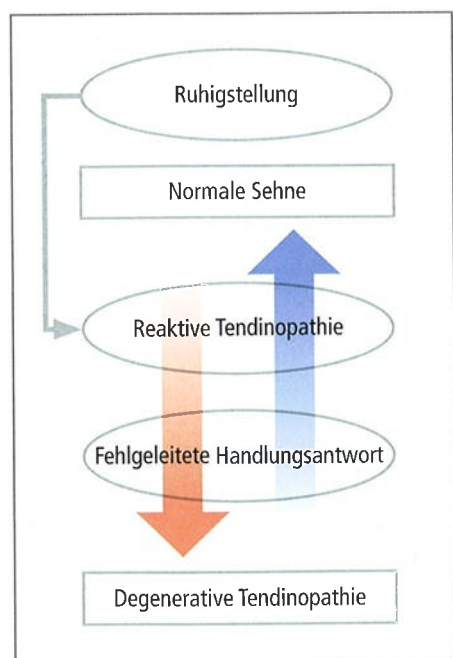 Ruhigstellung
Normale Sehne
Reaktive Tendinopathie
Fehlgeleitete Handlungsantwort
Degenerative Tendinopathie